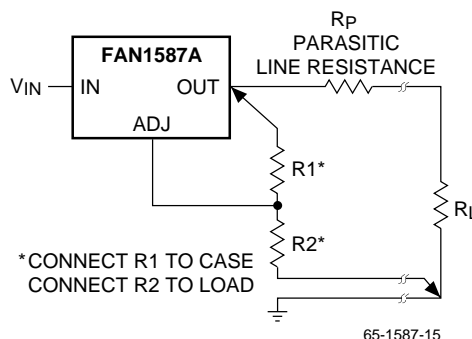 RP
PARASITIC
LINE RESISTANCE
FAN1587A
VIN
IN
OUT
ADJ
R1*
RL
R2*
*CONNECT R1 TO CASE
CONNECT R2 TO LOAD
65-1587-15